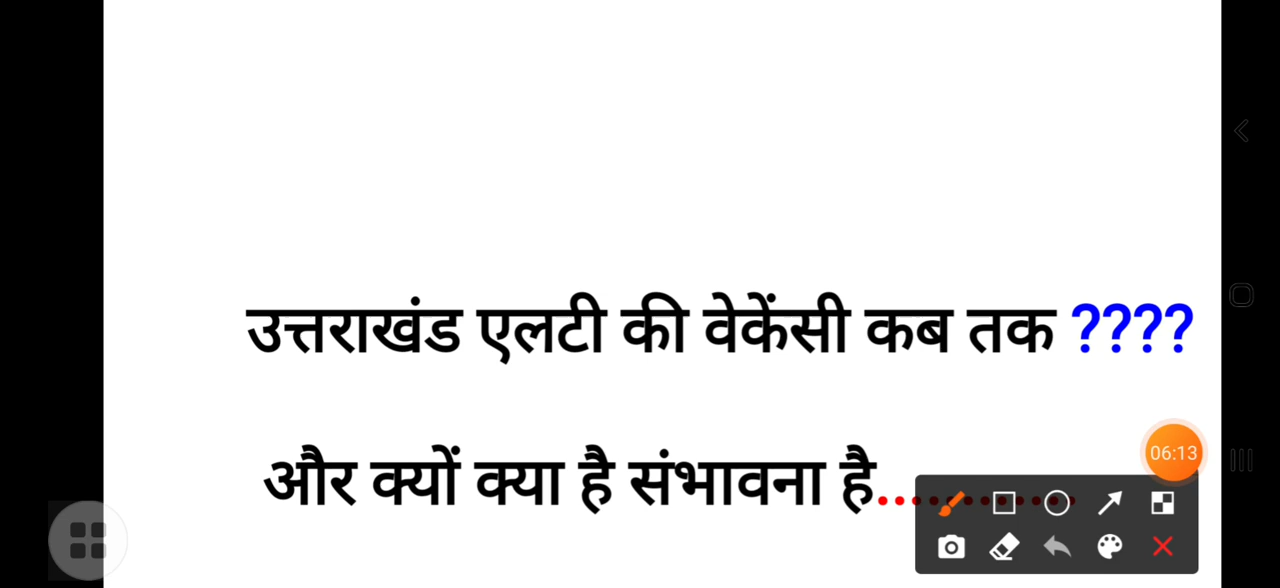 उत्तराखंड एलटी की वेकेंसी कब तक ????
और क्यों क्या है संभावना है............
06:13